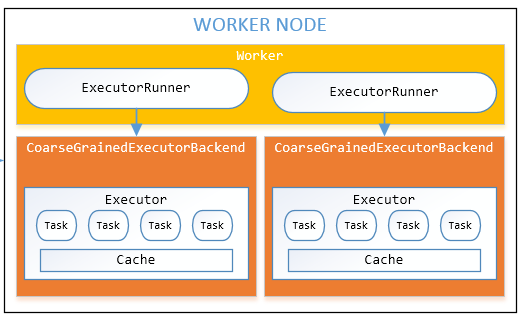 WORKER NODE
Worker
ExecutorRunner
ExecutorRunner
CoarseGrainedExecutorBackend
Executor
Task Task Task Task
Cache
CoarseGrainedExecutorBackend
Executor
Task Task Task Task
Cache